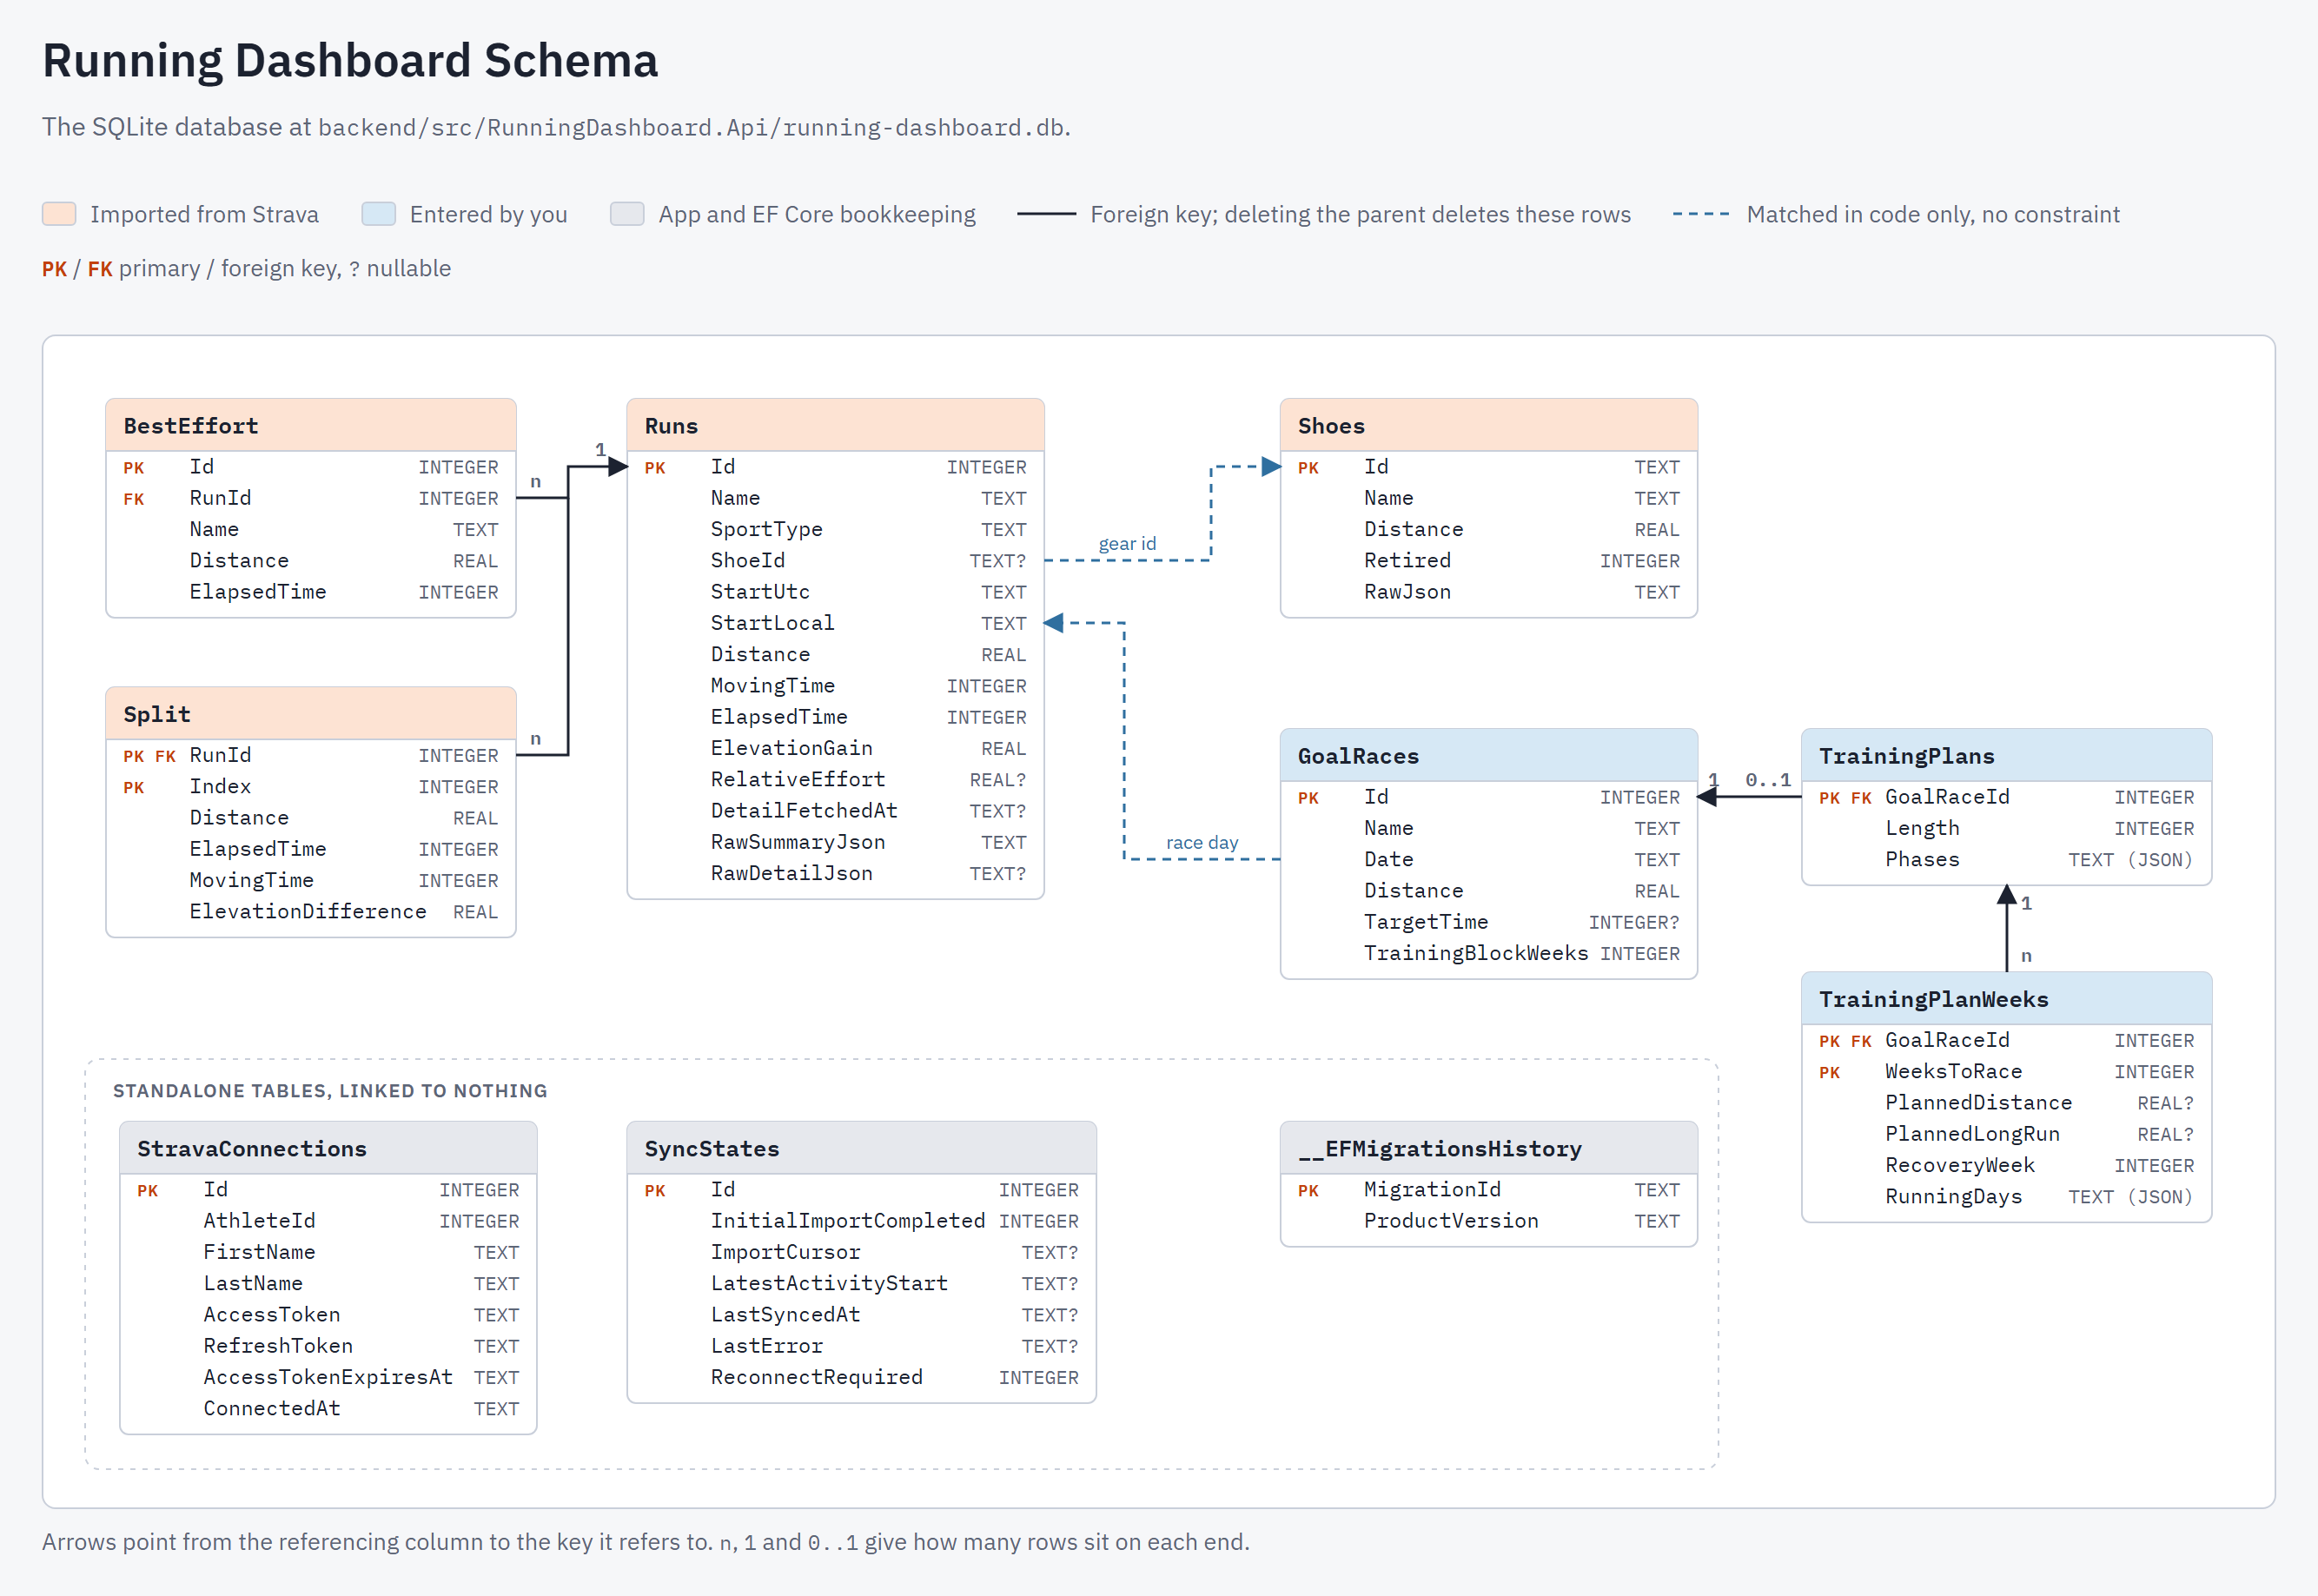 Running Dashboard Schema
The SQLite database at backend/src/RunningDashboard.Api/running-dashboard.db.
Imported from Strava
Entered by you
App and EF Core bookkeeping
Foreign key; deleting the parent deletes these rows
Matched in code only, no constraint
PK / FK primary / foreign key, ? nullable
BestEffort
PK Id INTEGER
FK RunId INTEGER
Name TEXT
Distance REAL
ElapsedTime INTEGER
n
1
Split
PK FK RunId INTEGER
PK Index INTEGER
Distance REAL
ElapsedTime INTEGER
MovingTime INTEGER
ElevationDifference REAL
n
Runs
PK Id INTEGER
Name TEXT
SportType TEXT
ShoeId TEXT?
StartUtc TEXT
StartLocal TEXT
Distance REAL
MovingTime INTEGER
ElapsedTime INTEGER
ElevationGain REAL
RelativeEffort REAL?
DetailFetchedAt TEXT?
RawSummaryJson TEXT
RawDetailJson TEXT?
gear id
race day
Shoes
PK Id TEXT
Name TEXT
Distance REAL
Retired INTEGER
RawJson TEXT
GoalRaces
PK Id INTEGER
Name TEXT
Date TEXT
Distance REAL
TargetTime INTEGER?
TrainingBlockWeeks INTEGER
1 0..1
TrainingPlans
PK FK GoalRaceId INTEGER
Length INTEGER
Phases TEXT (JSON)
1
n
TrainingPlanWeeks
PK FK GoalRaceId INTEGER
PK WeeksToRace INTEGER
PlannedDistance REAL?
PlannedLongRun REAL?
RecoveryWeek INTEGER
RunningDays TEXT (JSON)
STANDALONE TABLES, LINKED TO NOTHING
StravaConnections
PK Id INTEGER
AthleteId INTEGER
FirstName TEXT
LastName TEXT
AccessToken TEXT
RefreshToken TEXT
AccessTokenExpiresAt TEXT
ConnectedAt TEXT
SyncStates
PK Id INTEGER
InitialImportCompleted INTEGER
ImportCursor TEXT?
LatestActivityStart TEXT?
LastSyncedAt TEXT?
LastError TEXT?
ReconnectRequired INTEGER
__EFMigrationsHistory
PK MigrationId TEXT
ProductVersion TEXT
Arrows point from the referencing column to the key it refers to. n, 1 and 0..1 give how many rows sit on each end.